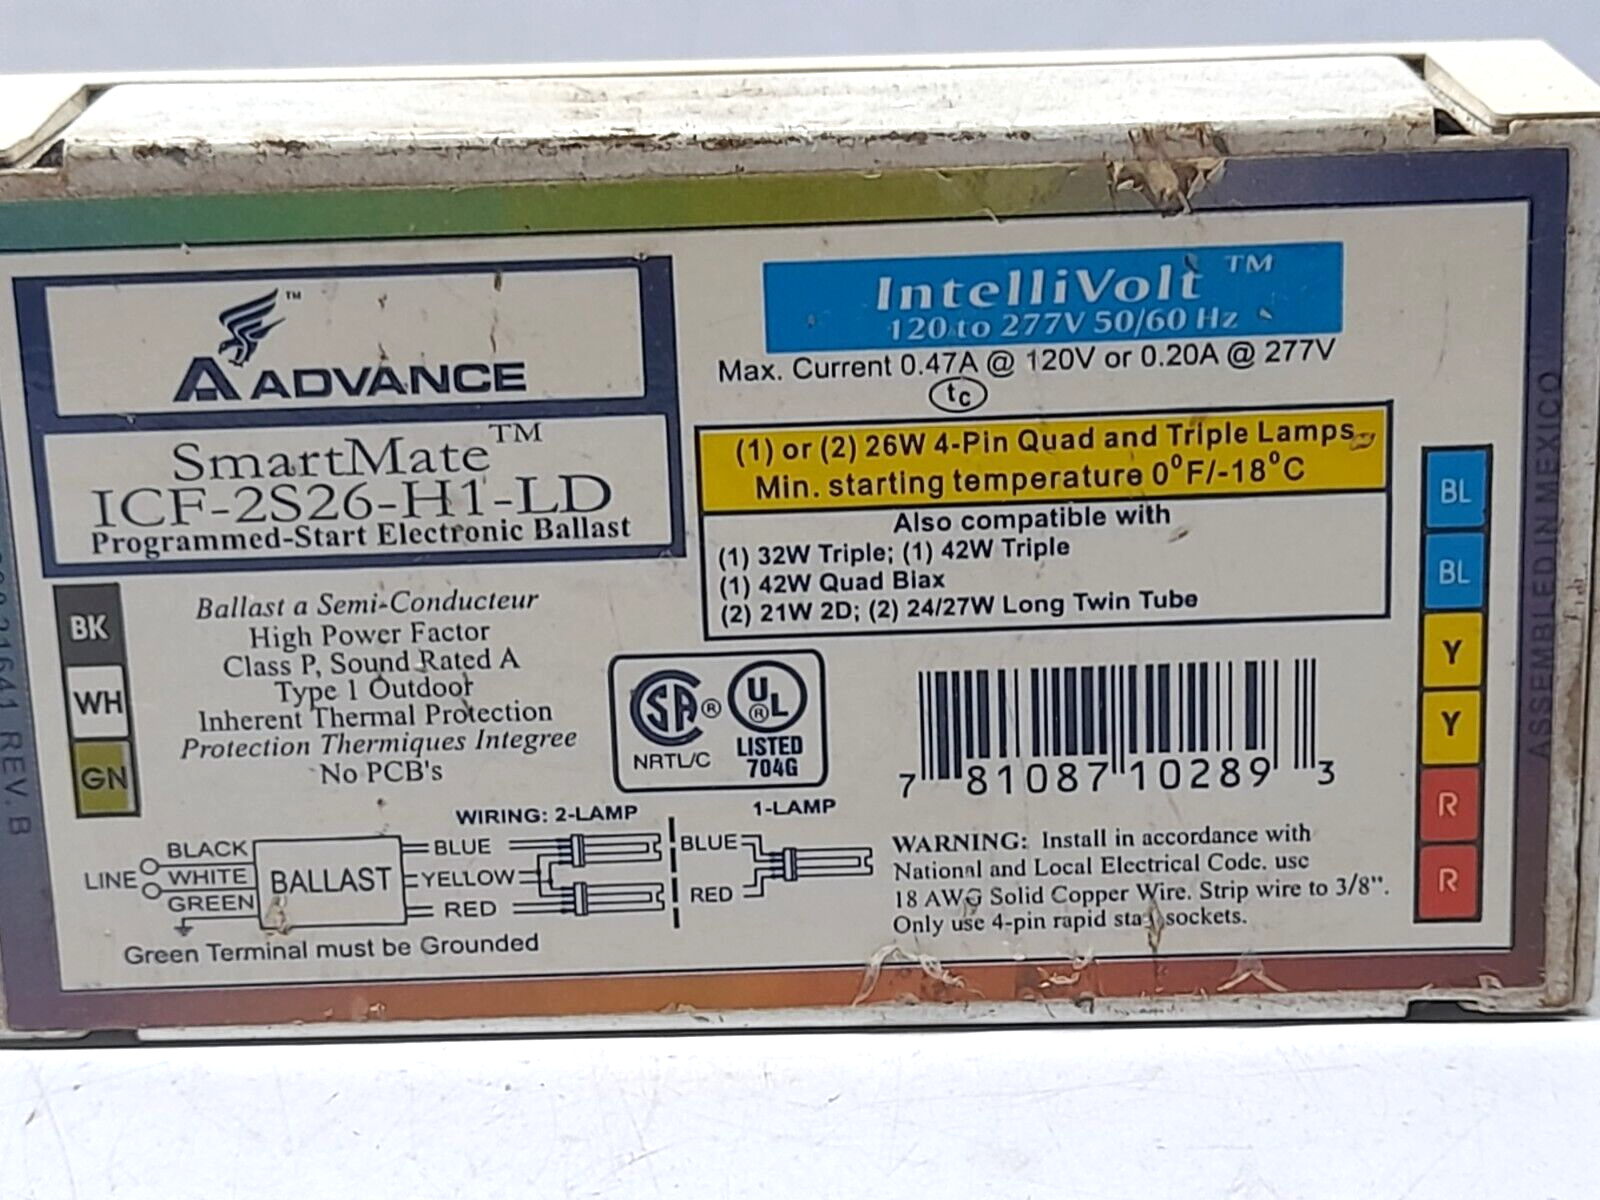 ™
ADVANCE
SmartMate™
ICF-2S26-H1-LD
Programmed-Start Electronic Ballast
IntelliVolt™
120 to 277V 50/60 Hz
Max. Current 0.47A @ 120V or 0.20A @ 277V
tc
(1) or (2) 26W 4-Pin Quad and Triple Lamps
Min. starting temperature 0°F/-18°C
Also compatible with
(1) 32W Triple; (1) 42W Triple
(1) 42W Quad Biax
(2) 21W 2D; (2) 24/27W Long Twin Tube
BK
WH
GN
Ballast a Semi-Conducteur
High Power Factor
Class P, Sound Rated A
Type 1 Outdoor
Inherent Thermal Protection
Protection Thermiques Integree
No PCB's
SA®
NRTL/C
UL®
LISTED
704G
7 81087 10289 3
BL
BL
Y
Y
R
R
WIRING: 2-LAMP
1-LAMP
LINE
BLACK
WHITE
GREEN
BALLAST
BLUE
YELLOW
RED
BLUE
RED
Green Terminal must be Grounded
WARNING: Install in accordance with
National and Local Electrical Code. use
18 AWG Solid Copper Wire. Strip wire to 3/8".
Only use 4-pin rapid start sockets.
ASSEMBLED IN MEXICO
REV. B